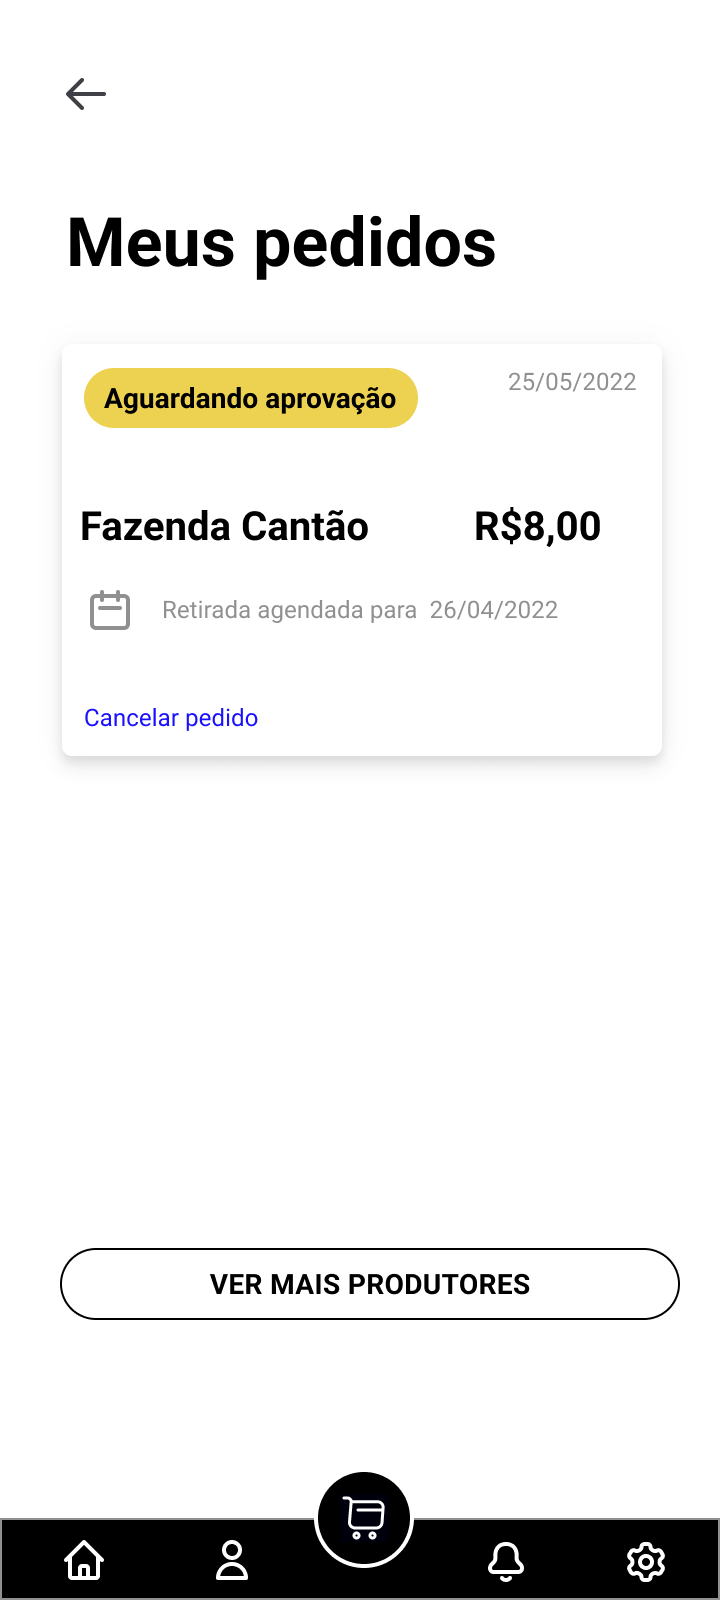 Meus pedidos
Aguardando aprovação
25/05/2022
Fazenda Cantão
R$8,00
Retirada agendada para 26/04/2022
Cancelar pedido
VER MAIS PRODUTORES